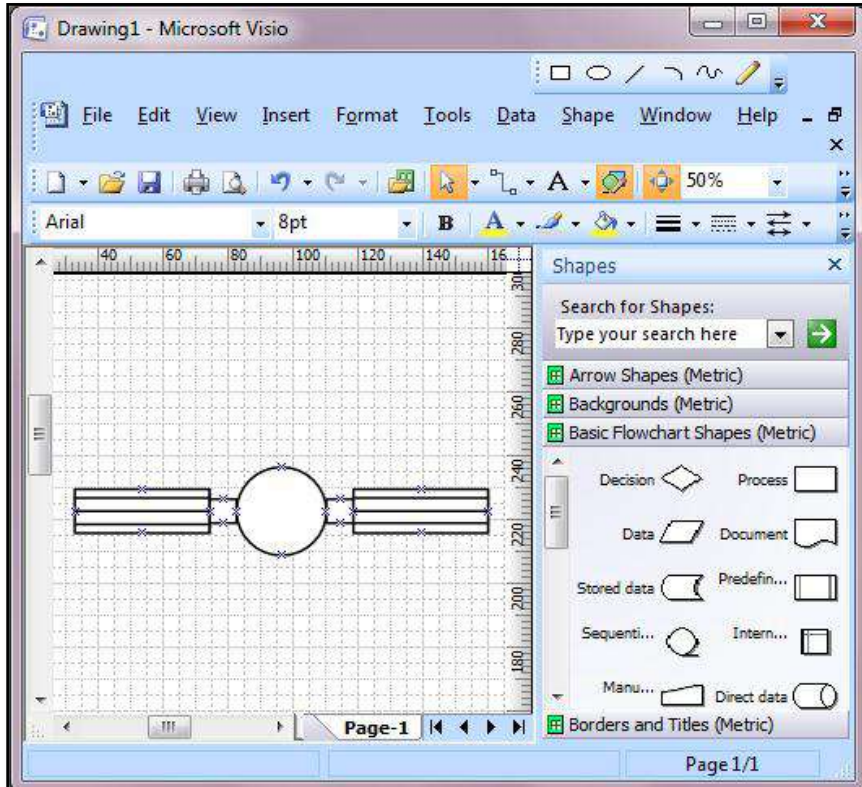 Drawing1 - Microsoft Visio
File Edit View Insert Format Tools Data Shape Window Help
A 50%
Arial 8pt B A
40 60 80 100 120 140 16
Shapes
Search for Shapes:
Type your search here
Arrow Shapes (Metric)
Backgrounds (Metric)
Basic Flowchart Shapes (Metric)
Decision Process
Data Document
Stored data Predefin...
Sequenti... Intern...
Manu... Direct data
Borders and Titles (Metric)
30
280
260
240
220
200
180
Page-1
Page 1/1